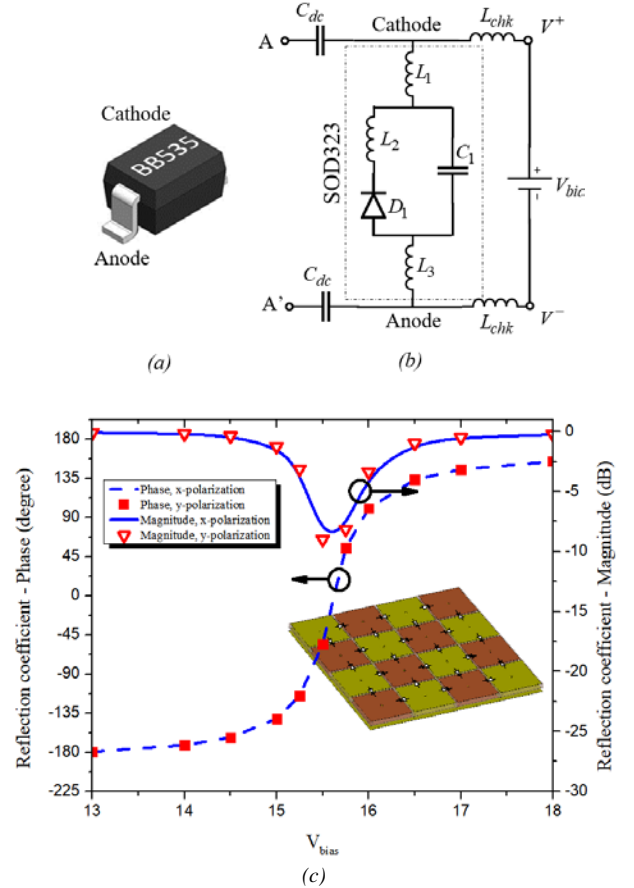 Cathode
BB535
Anode
(a)
C_dc
Cathode
L_chk
V⁺
A
L_1
SOD323
L_2
C_1
D_1
V_bic
+
-
L_3
C_dc
A'
Anode
L_chk
V⁻
(b)
Reflection coefficient - Phase (degree)
180
135
90
45
0
-45
-90
-135
-180
-225
Phase, x-polarization
Phase, y-polarization
Magnitude, x-polarization
Magnitude, y-polarization
0
-5
-10
-15
-20
-25
-30
Reflection coefficient - Magnitude (dB)
13 14 15 16 17 18
V_bias
(c)